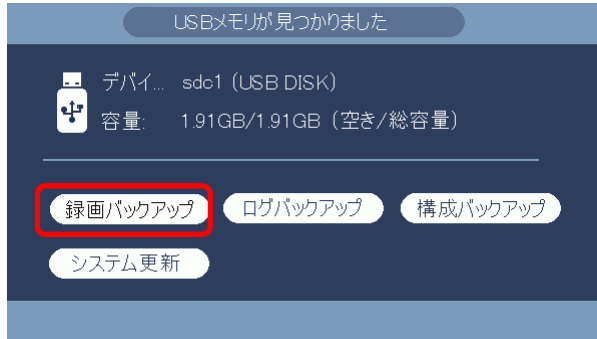 USBメモリが見つかりました
デバイ... sdc1 (USB DISK)
容量: 1.91GB/1.91GB (空き/総容量)
録画バックアップ ログバックアップ 構成バックアップ
システム更新